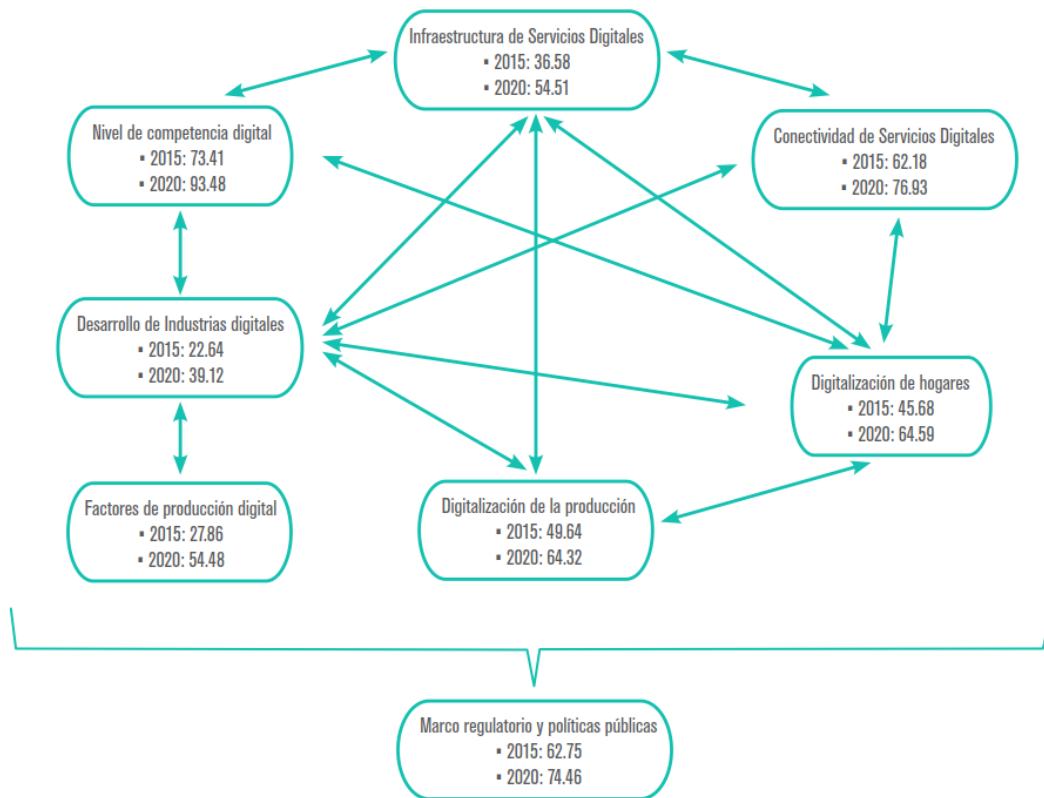 Infraestructura de Servicios Digitales
▪ 2015: 36.58
▪ 2020: 54.51
Nivel de competencia digital
▪ 2015: 73.41
▪ 2020: 93.48
Conectividad de Servicios Digitales
▪ 2015: 62.18
▪ 2020: 76.93
Desarrollo de Industrias digitales
▪ 2015: 22.64
▪ 2020: 39.12
Digitalización de hogares
▪ 2015: 45.68
▪ 2020: 64.59
Factores de producción digital
▪ 2015: 27.86
▪ 2020: 54.48
Digitalización de la producción
▪ 2015: 49.64
▪ 2020: 64.32
Marco regulatorio y políticas públicas
▪ 2015: 62.75
▪ 2020: 74.46